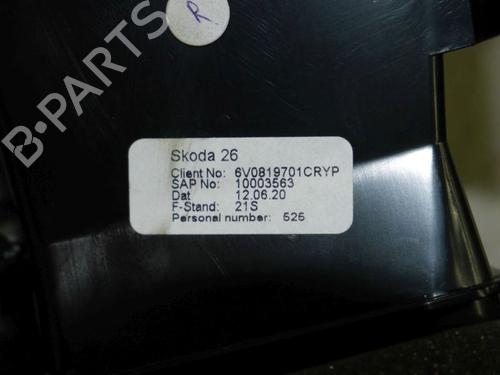 R
B-PARTS
Skoda 26
Client No: 6V0819701CRYP
SAP No: 10003563
Dat 12.06.20
F-Stand: 21S
Personal number: 525